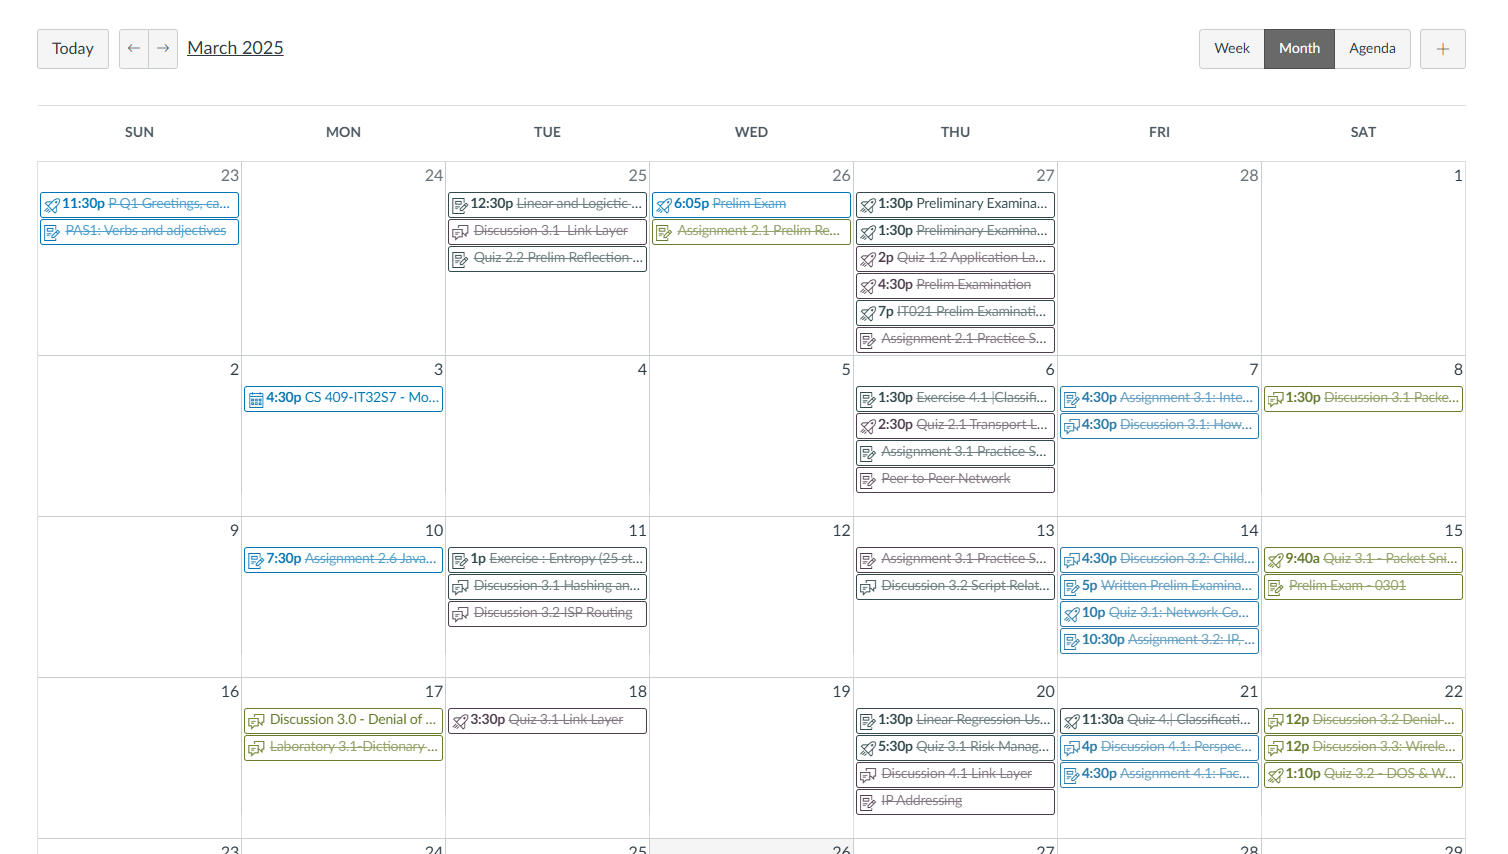 Today ← → March 2025 Week Month Agenda +
SUN MON TUE WED THU FRI SAT
23 24 25 26 27 28 1
11:30p P Q1 Greetings, ca...
PAS1: Verbs and adjectives
12:30p Linear and Logictic ...
Discussion 3.1 Link Layer
Quiz 2.2 Prelim Reflection ...
6:05p Prelim Exam
Assignment 2.1 Prelim Re...
1:30p Preliminary Examina...
1:30p Preliminary Examina...
2p Quiz 1.2 Application La...
4:30p Prelim Examination
7p IT021 Prelim Examinati...
Assignment 2.1 Practice S...
2 3 4 5 6 7 8
4:30p CS 409-IT32S7 - Mo...
1:30p Exercise 4.1 |Classifi...
2:30p Quiz 2.1 Transport L...
Assignment 3.1 Practice S...
Peer to Peer Network
4:30p Assignment 3.1: Inte...
4:30p Discussion 3.1: How...
1:30p Discussion 3.1 Packe...
9 10 11 12 13 14 15
7:30p Assignment 2.6 Java...
1p Exercise : Entropy (25 st...
Discussion 3.1 Hashing an...
Discussion 3.2 ISP Routing
Assignment 3.1 Practice S...
Discussion 3.2 Script Relat...
4:30p Discussion 3.2: Child...
5p Written Prelim Examina...
10p Quiz 3.1: Network Co...
10:30p Assignment 3.2: IP, ...
9:40a Quiz 3.1 - Packet Sni...
Prelim Exam - 0301
16 17 18 19 20 21 22
Discussion 3.0 - Denial of ...
Laboratory 3.1-Dictionary ...
3:30p Quiz 3.1 Link Layer
1:30p Linear Regression Us...
5:30p Quiz 3.1 Risk Manag...
Discussion 4.1 Link Layer
IP Addressing
11:30a Quiz 4.| Classificati...
4p Discussion 4.1: Perspec...
4:30p Assignment 4.1: Fac...
12p Discussion 3.2 Denial ...
12p Discussion 3.3: Wirele...
1:10p Quiz 3.2 - DOS & W...
23 24 25 26 27 28 29